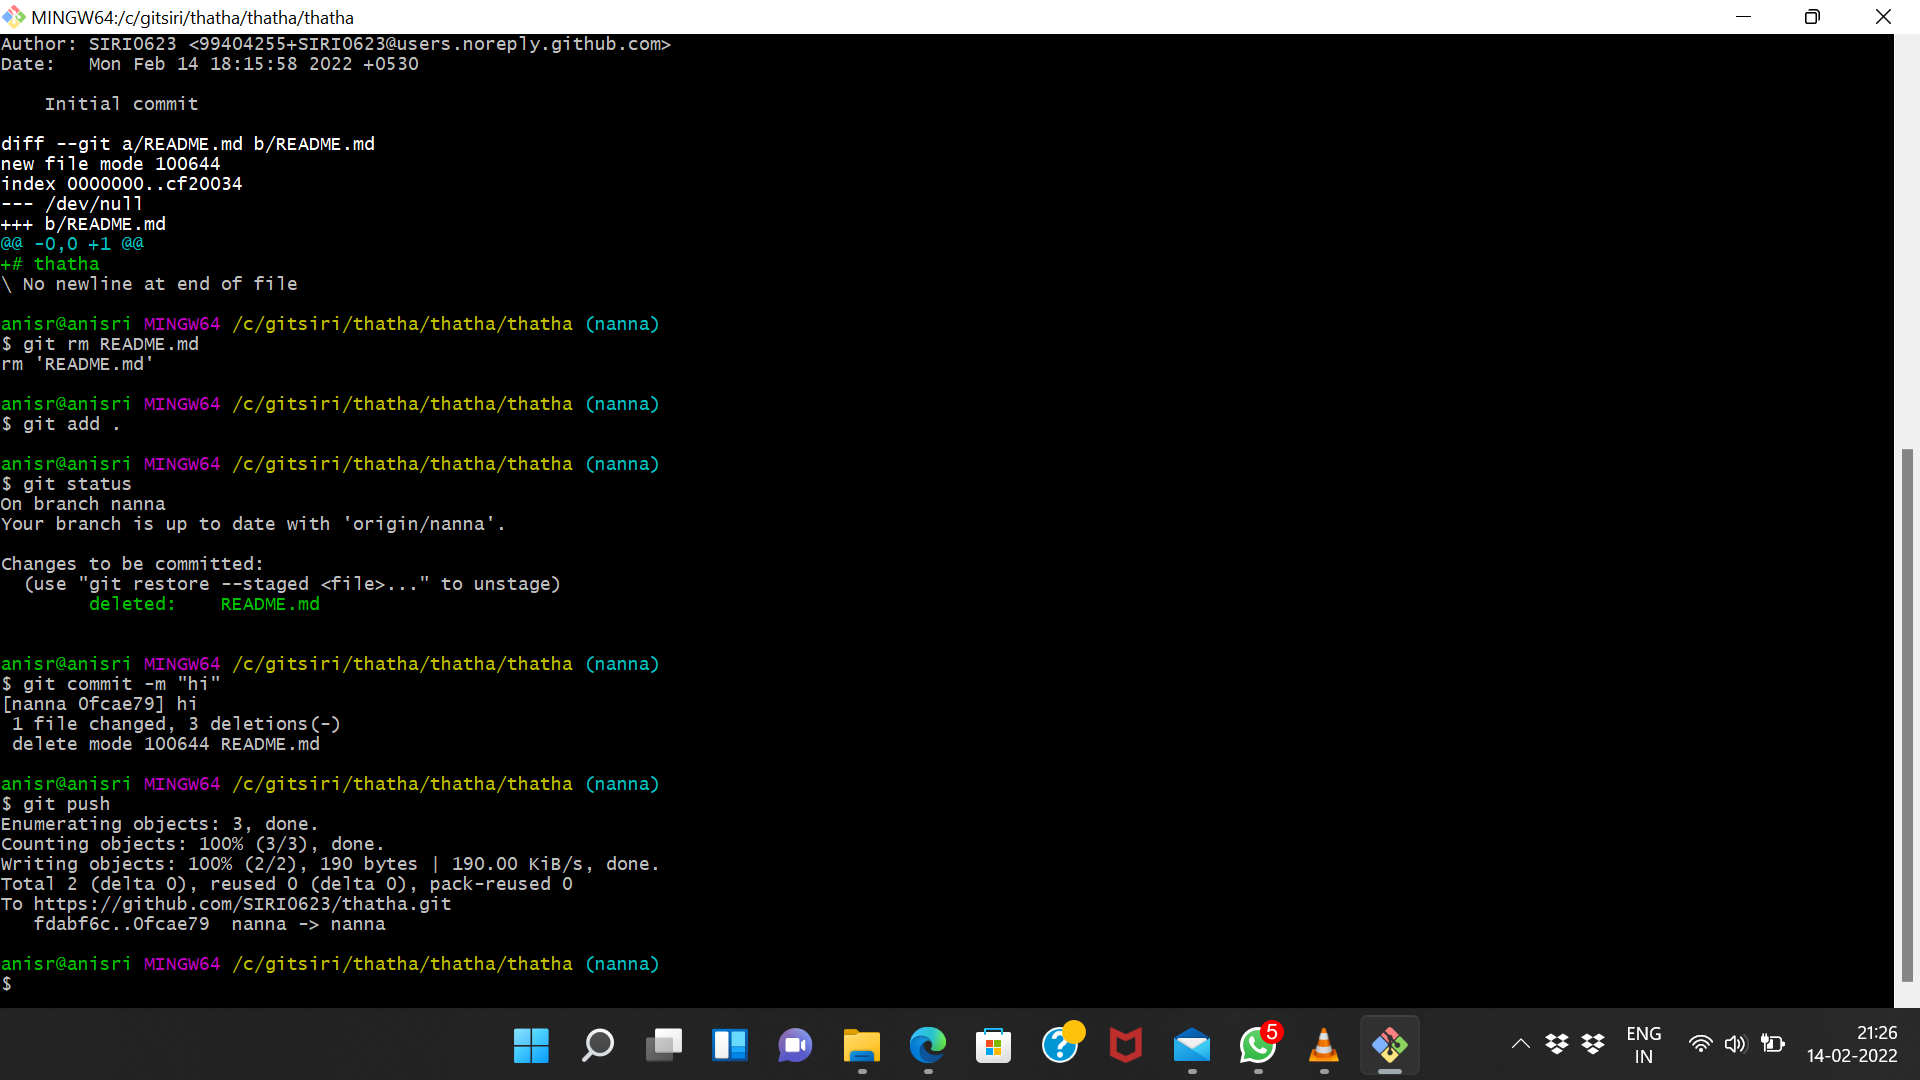 MINGW64:/c/gitsiri/thatha/thatha/thatha
Author: SIRI0623 <99404255+SIRI0623@users.noreply.github.com>
Date:   Mon Feb 14 18:15:58 2022 +0530
    Initial commit
diff --git a/README.md b/README.md
new file mode 100644
index 0000000..cf20034
--- /dev/null
+++ b/README.md
@@ -0,0 +1 @@
+# thatha
\ No newline at end of file
anisr@anisri MINGW64 /c/gitsiri/thatha/thatha/thatha (nanna)
$ git rm README.md
rm 'README.md'
anisr@anisri MINGW64 /c/gitsiri/thatha/thatha/thatha (nanna)
$ git add .
anisr@anisri MINGW64 /c/gitsiri/thatha/thatha/thatha (nanna)
$ git status
On branch nanna
Your branch is up to date with 'origin/nanna'.
Changes to be committed:
  (use "git restore --staged <file>..." to unstage)
        deleted:    README.md
anisr@anisri MINGW64 /c/gitsiri/thatha/thatha/thatha (nanna)
$ git commit -m "hi"
[nanna 0fcae79] hi
 1 file changed, 3 deletions(-)
 delete mode 100644 README.md
anisr@anisri MINGW64 /c/gitsiri/thatha/thatha/thatha (nanna)
$ git push
Enumerating objects: 3, done.
Counting objects: 100% (3/3), done.
Writing objects: 100% (2/2), 190 bytes | 190.00 KiB/s, done.
Total 2 (delta 0), reused 0 (delta 0), pack-reused 0
To https://github.com/SIRI0623/thatha.git
   fdabf6c..0fcae79  nanna -> nanna
anisr@anisri MINGW64 /c/gitsiri/thatha/thatha/thatha (nanna)
$
5
ENG
IN
21:26
14-02-2022